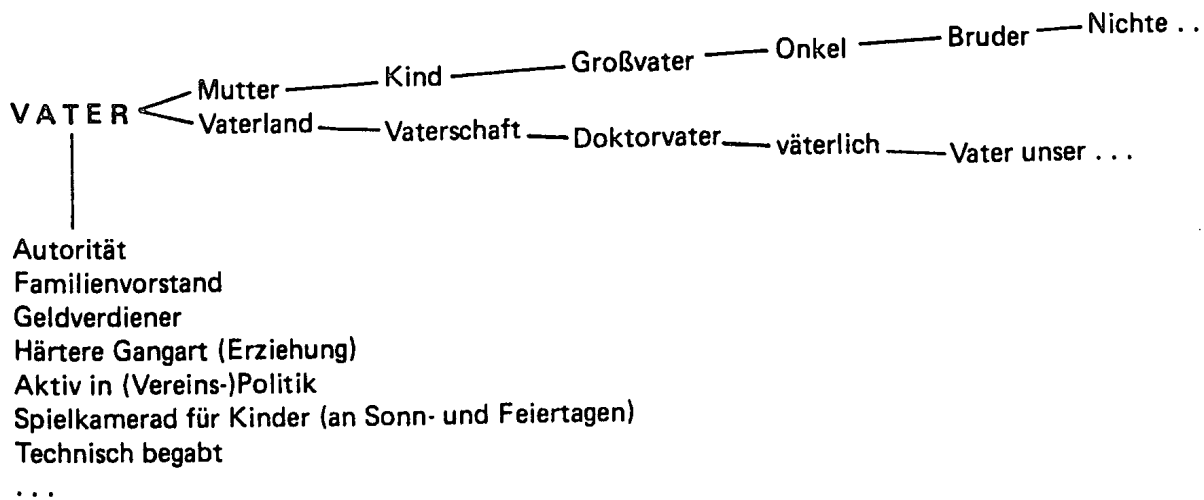 Mutter Kind Großvater Onkel Bruder Nichte . .
VATER
Vaterland Vaterschaft Doktorvater väterlich Vater unser . . .
Autorität
Familienvorstand
Geldverdiener
Härtere Gangart (Erziehung)
Aktiv in (Vereins-)Politik
Spielkamerad für Kinder (an Sonn- und Feiertagen)
Technisch begabt
. . .